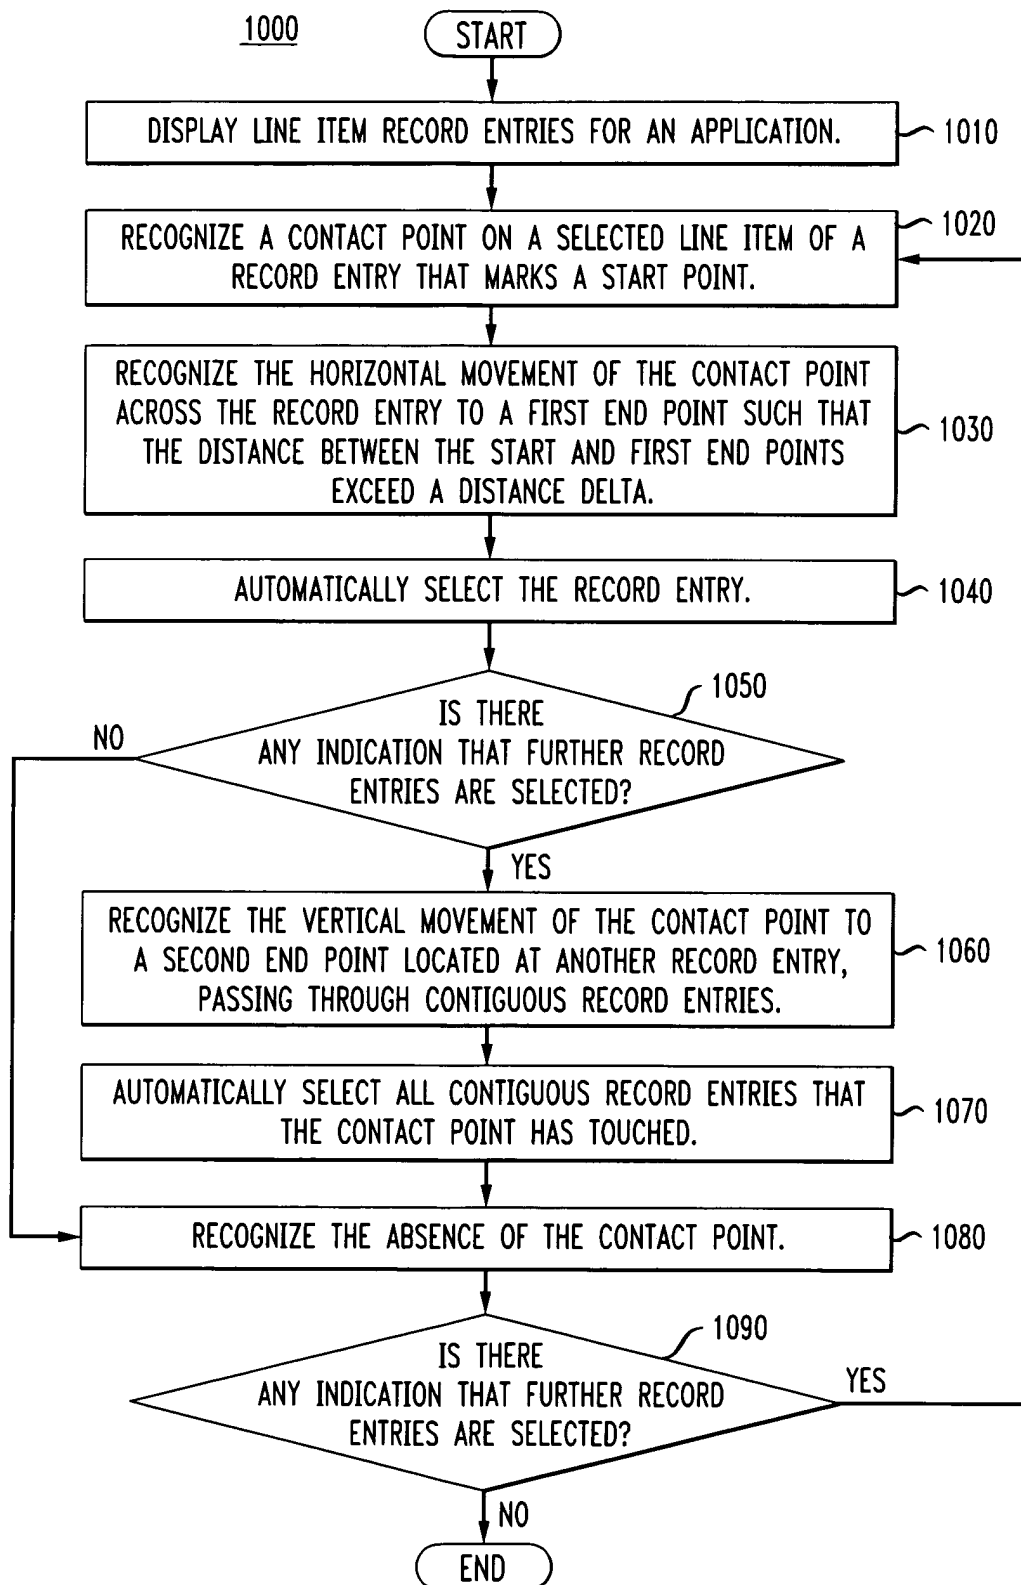 1000
START
DISPLAY LINE ITEM RECORD ENTRIES FOR AN APPLICATION.
1010
RECOGNIZE A CONTACT POINT ON A SELECTED LINE ITEM OF A
RECORD ENTRY THAT MARKS A START POINT.
1020
RECOGNIZE THE HORIZONTAL MOVEMENT OF THE CONTACT POINT
ACROSS THE RECORD ENTRY TO A FIRST END POINT SUCH THAT
THE DISTANCE BETWEEN THE START AND FIRST END POINTS
EXCEED A DISTANCE DELTA.
1030
AUTOMATICALLY SELECT THE RECORD ENTRY.
1040
IS THERE
ANY INDICATION THAT FURTHER RECORD
ENTRIES ARE SELECTED?
1050
NO
YES
RECOGNIZE THE VERTICAL MOVEMENT OF THE CONTACT POINT TO
A SECOND END POINT LOCATED AT ANOTHER RECORD ENTRY,
PASSING THROUGH CONTIGUOUS RECORD ENTRIES.
1060
AUTOMATICALLY SELECT ALL CONTIGUOUS RECORD ENTRIES THAT
THE CONTACT POINT HAS TOUCHED.
1070
RECOGNIZE THE ABSENCE OF THE CONTACT POINT.
1080
IS THERE
ANY INDICATION THAT FURTHER RECORD
ENTRIES ARE SELECTED?
1090
YES
NO
END